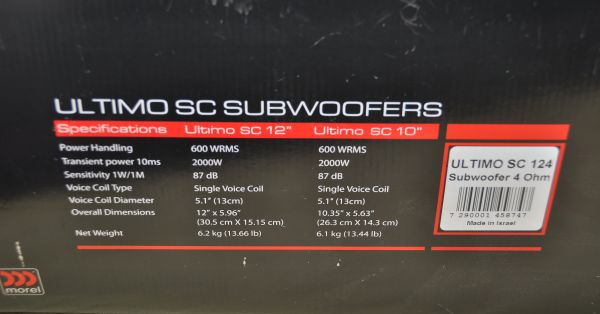 ULTIMO SC SUBWOOFERS
Specifications Ultimo SC 12" Ultimo SC 10"
Power Handling 600 WRMS 600 WRMS
Transient power 10ms 2000W 2000W
Sensitivity 1W/1M 87 dB 87 dB
Voice Coil Type Single Voice Coil Single Voice Coil
Voice Coil Diameter 5.1" (13cm) 5.1" (13cm)
Overall Dimensions 12" x 5.96" 10.35" x 5.63"
(30.5 cm X 15.15 cm) (26.3 cm X 14.3 cm)
Net Weight 6.2 kg (13.66 lb) 6.1 kg (13.44 lb)
ULTIMO SC 124
Subwoofer 4 Ohm
7 290001 458747
Made in Israel
morel